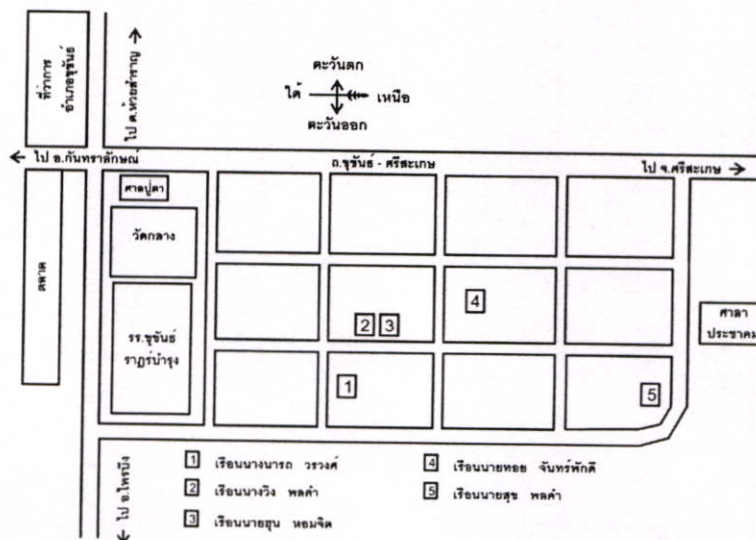 ที่ว่าการ
อำเภอขุขันธ์
ไป ต.ห้วยสำราญ
ตะวันตก
ใต้
เหนือ
ตะวันออก
ไป อ.กันทราลักษณ์
ถ.ขุขันธ์ - ศรีสะเกษ
ไป จ.ศรีสะเกษ
ศาลปู่ตา
วัดกลาง
ตลาด
รร.ขุขันธ์
ราฎร์บำรุง
ศาลา
ประชาคม
2
3
4
1
5
ไป อ.ไพรบึง
1 เรือนนางนารถ วรวงศ์
2 เรือนนางวิง พลคำ
3 เรือนนายฮุน หอมจิต
4 เรือนนายหอย จันทร์พักดี
5 เรือนนายสุข พลคำ